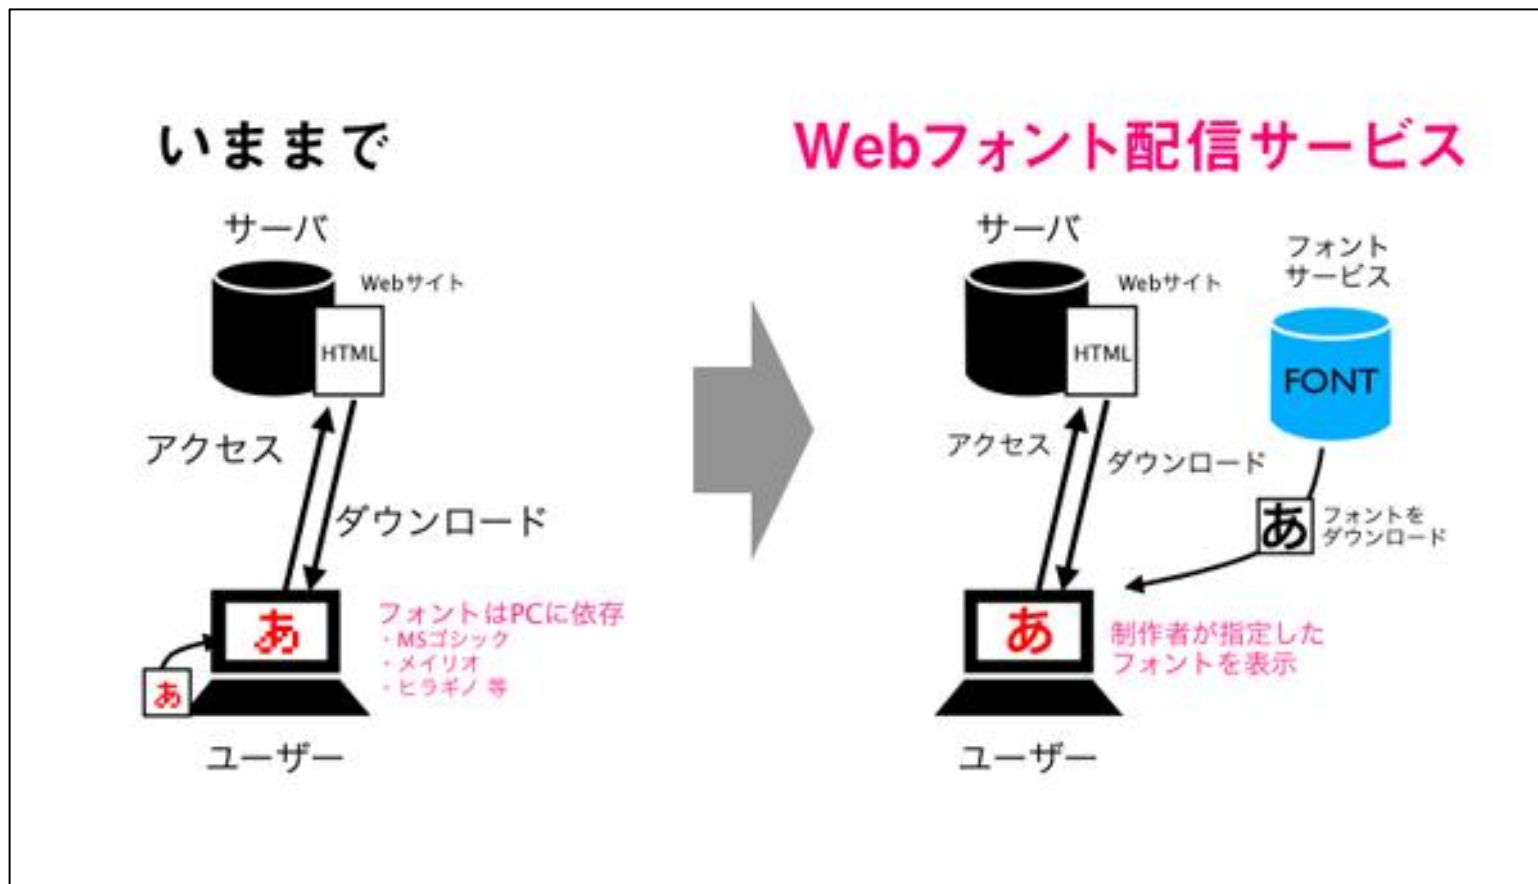 いままで
サーバ
Webサイト
HTML
アクセス
ダウンロード
あ
フォントはPCに依存
・MSゴシック
・メイリオ
・ヒラギノ 等
あ
ユーザー
Webフォント配信サービス
サーバ
Webサイト
HTML
フォント
サービス
FONT
アクセス
ダウンロード
あ
フォントを
ダウンロード
あ
制作者が指定した
フォントを表示
ユーザー